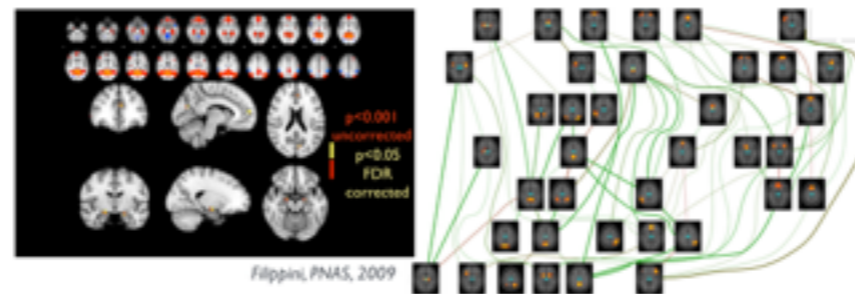 p<0.001
uncorrected
p<0.05
FDR
corrected
Filippini, PNAS, 2009